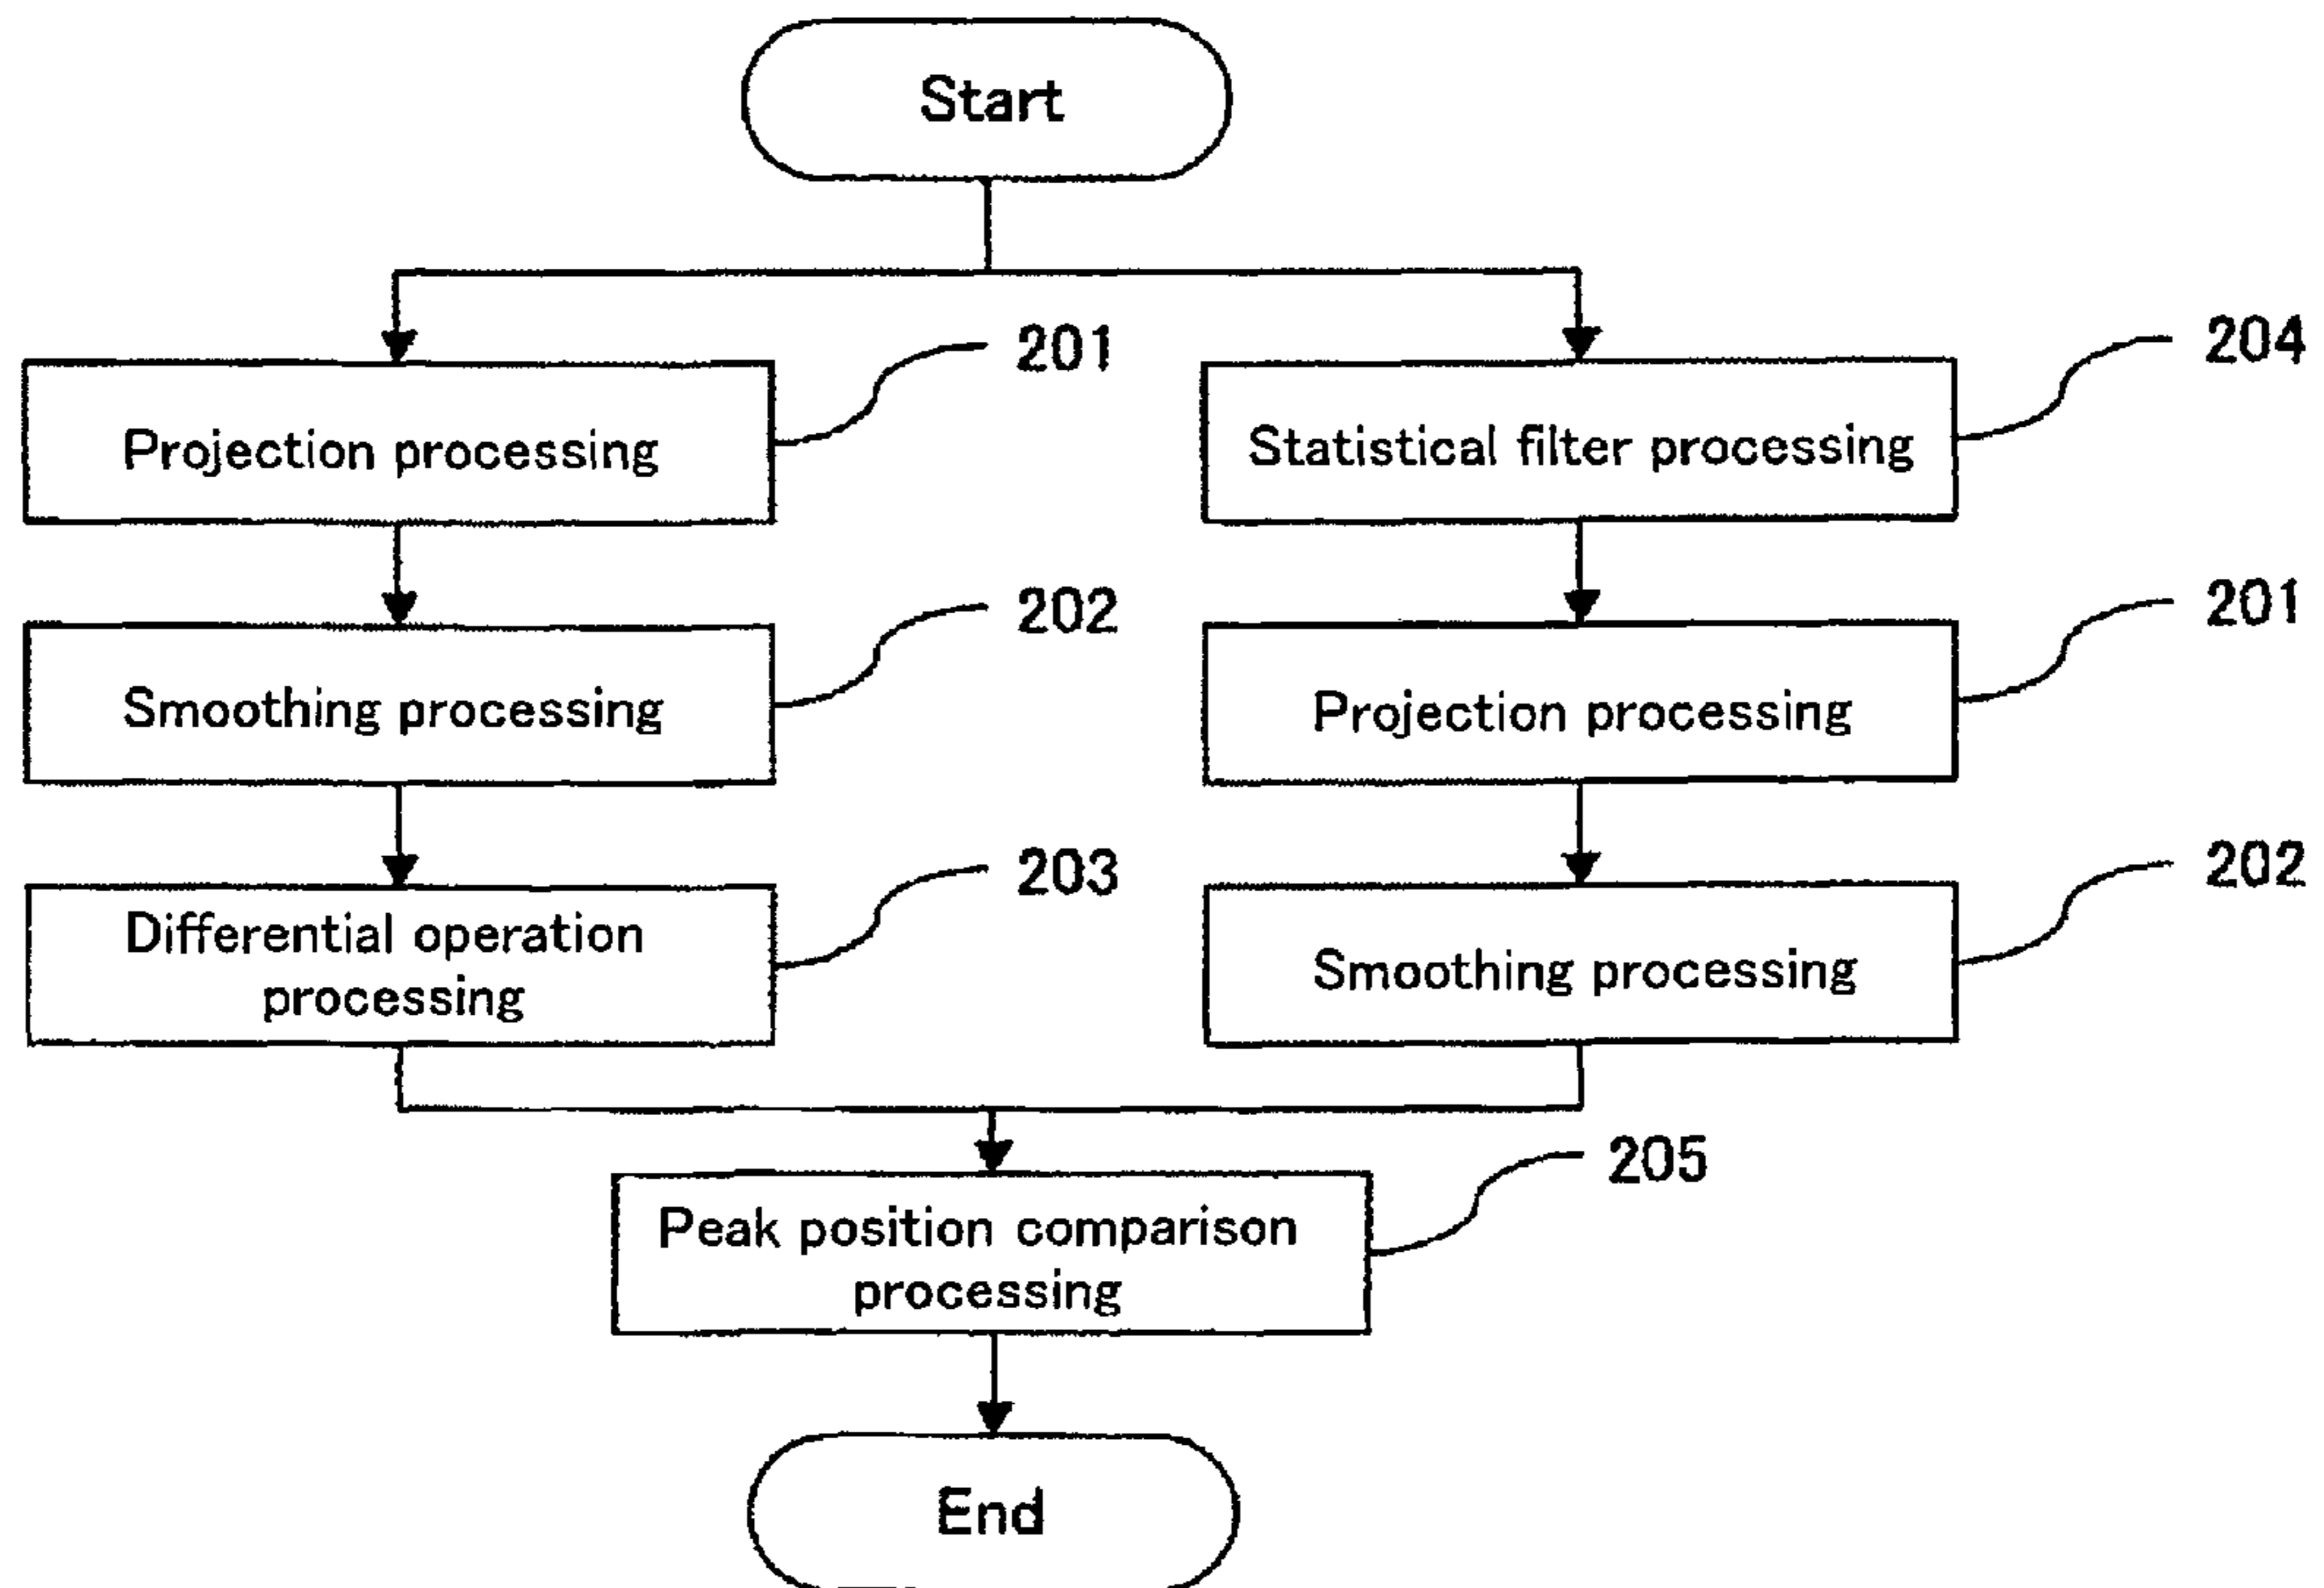 Start
201
Projection processing
204
Statistical filter processing
202
Smoothing processing
201
Projection processing
203
Differential operation
processing
202
Smoothing processing
205
Peak position comparison
processing
End